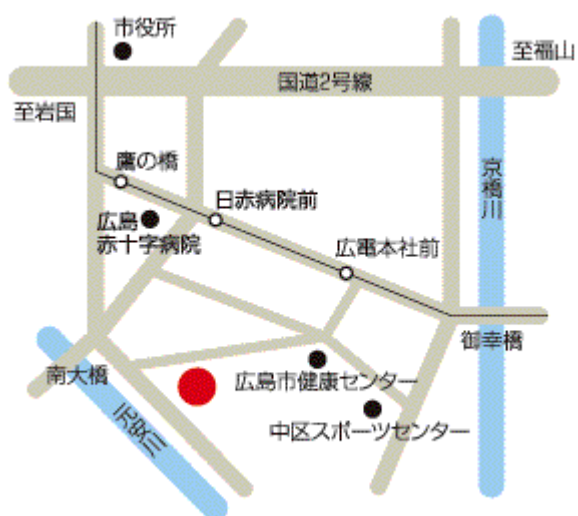 市役所
至福山
国道2号線
至岩国
鷹の橋
京橋川
日赤病院前
広島
赤十字病院
広電本社前
御幸橋
南大橋
広島市健康センター
元安川
中区スポーツセンター